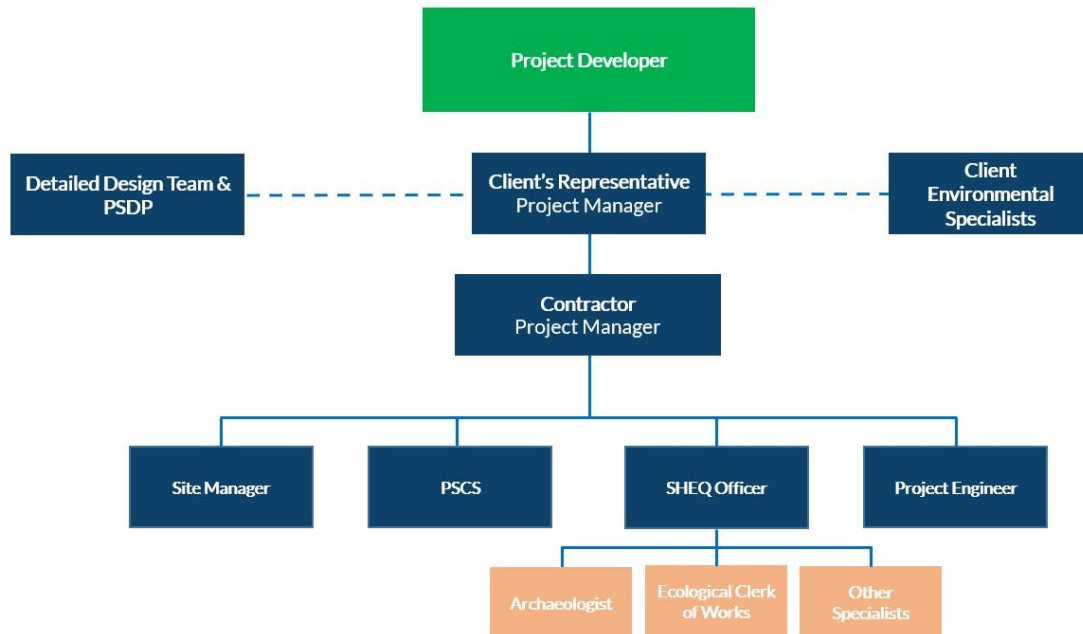 Project Developer
Detailed Design Team &
PSDP
Client's Representative
Project Manager
Client
Environmental
Specialists
Contractor
Project Manager
Site Manager
PSCS
SHEQ Officer
Project Engineer
Archaeologist
Ecological Clerk
of Works
Other
Specialists